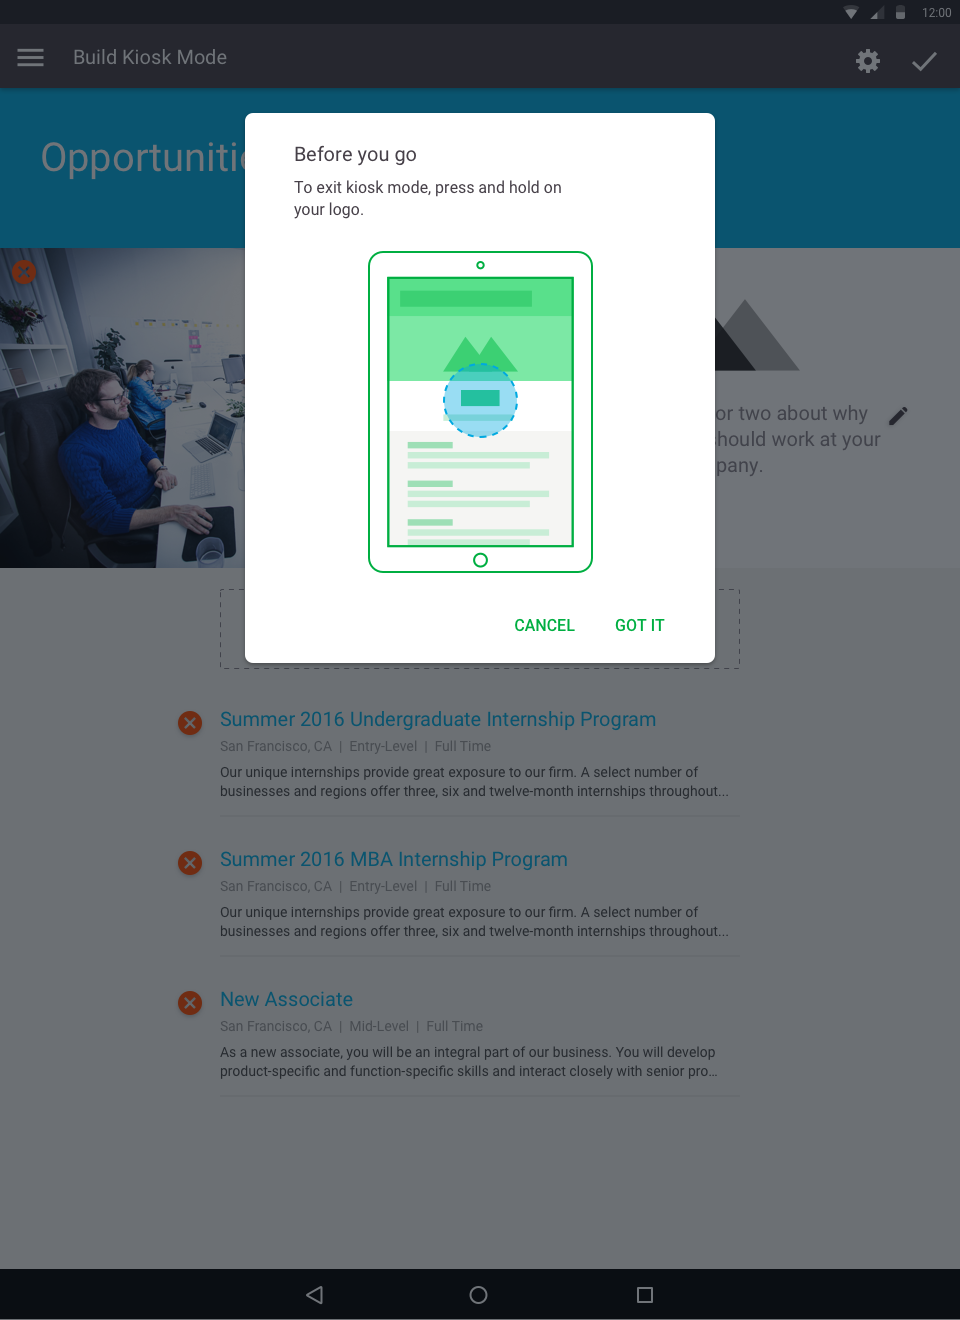 12:00
Build Kiosk Mode
Before you go
To exit kiosk mode, press and hold on
your logo.
or two about why
should work at your
CANCEL
GOT IT
Summer 2016 Undergraduate Internship Program
San Francisco, CA | Entry-Level | Full Time
Our unique internships provide great exposure to our firm. A select number of
businesses and regions offer three, six and twelve-month internships throughout...
Summer 2016 MBA Internship Program
San Francisco, CA | Entry-Level | Full Time
Our unique internships provide great exposure to our firm. A select number of
businesses and regions offer three, six and twelve-month internships throughout...
New Associate
San Francisco, CA | Mid-Level | Full Time
As a new associate, you will be an integral part of our business. You will develop
product-specific and function-specific skills and interact closely with senior pro...